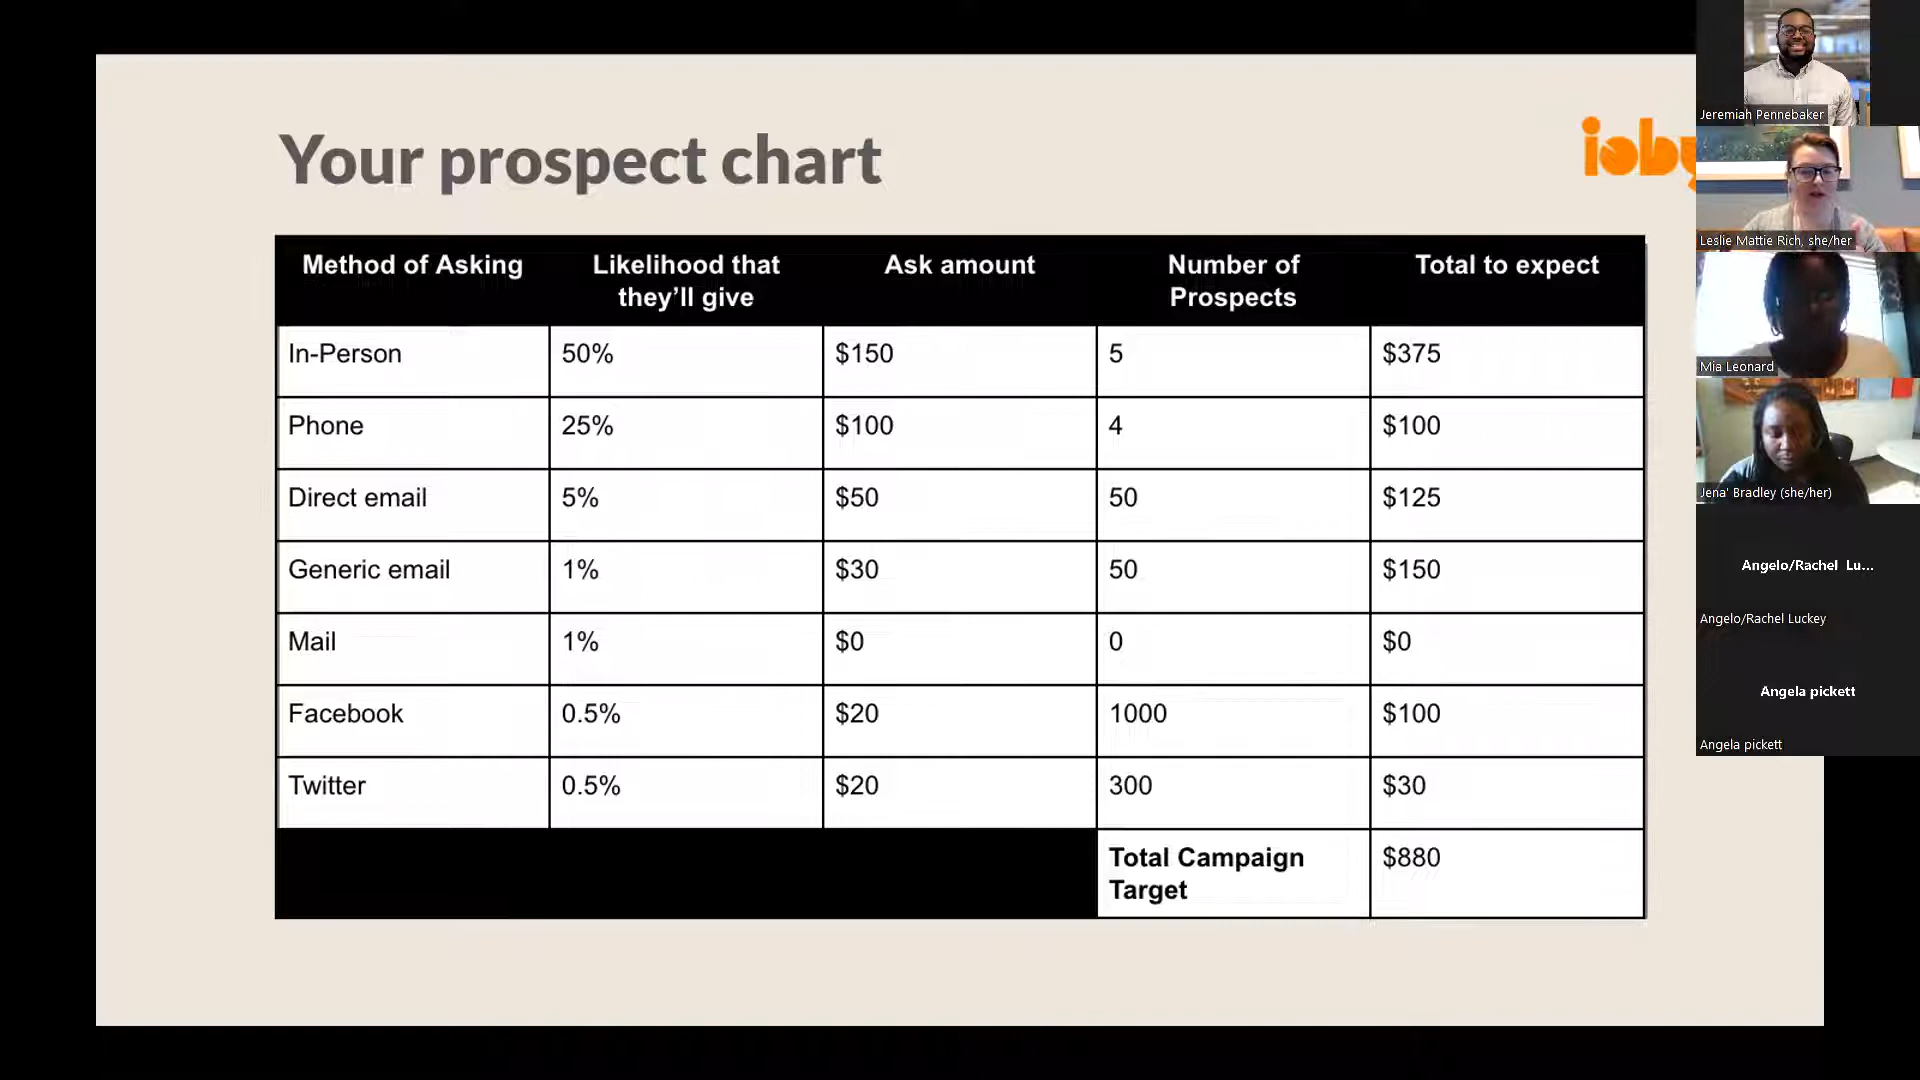 Your prospect chart
ioby
Method of Asking
Likelihood that
they’ll give
Ask amount
Number of
Prospects
Total to expect
In-Person
50%
$150
5
$375
Phone
25%
$100
4
$100
Direct email
5%
$50
50
$125
Generic email
1%
$30
50
$150
Mail
1%
$0
0
$0
Facebook
0.5%
$20
1000
$100
Twitter
0.5%
$20
300
$30
Total Campaign
Target
$880
Jeremiah Pennebaker
Leslie Mattie Rich, she/her
Mia Leonard
Jena' Bradley (she/her)
Angelo/Rachel Lu...
Angelo/Rachel Luckey
Angela pickett
Angela pickett